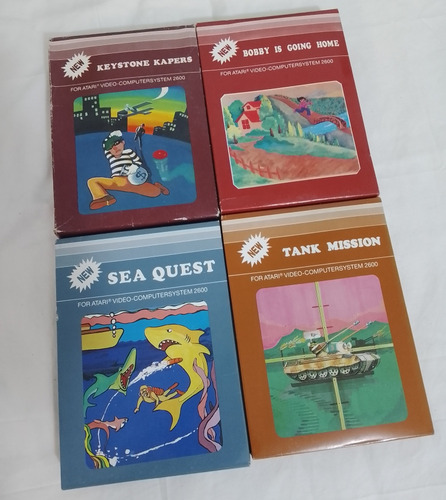 NEW
KEYSTONE KAPERS
FOR ATARI® VIDEO-COMPUTERSYSTEM 2600
NEW
BOBBY IS GOING HOME
FOR ATARI® VIDEO-COMPUTERSYSTEM 2600
NEW
SEA QUEST
FOR ATARI® VIDEO-COMPUTERSYSTEM 2600
NEW
TANK MISSION
FOR ATARI® VIDEO-COMPUTERSYSTEM 2600